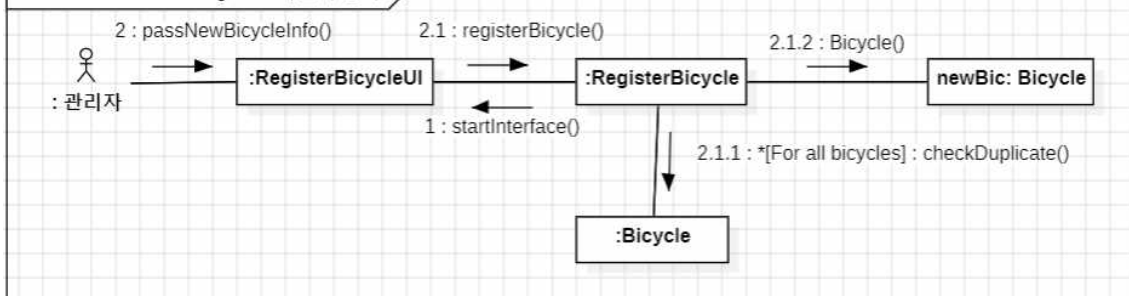 2 : passNewBicycleInfo()
2.1 : registerBicycle()
2.1.2 : Bicycle()
: 관리자
:RegisterBicycleUI
:RegisterBicycle
newBic: Bicycle
1 : startInterface()
2.1.1 : *[For all bicycles] : checkDuplicate()
:Bicycle